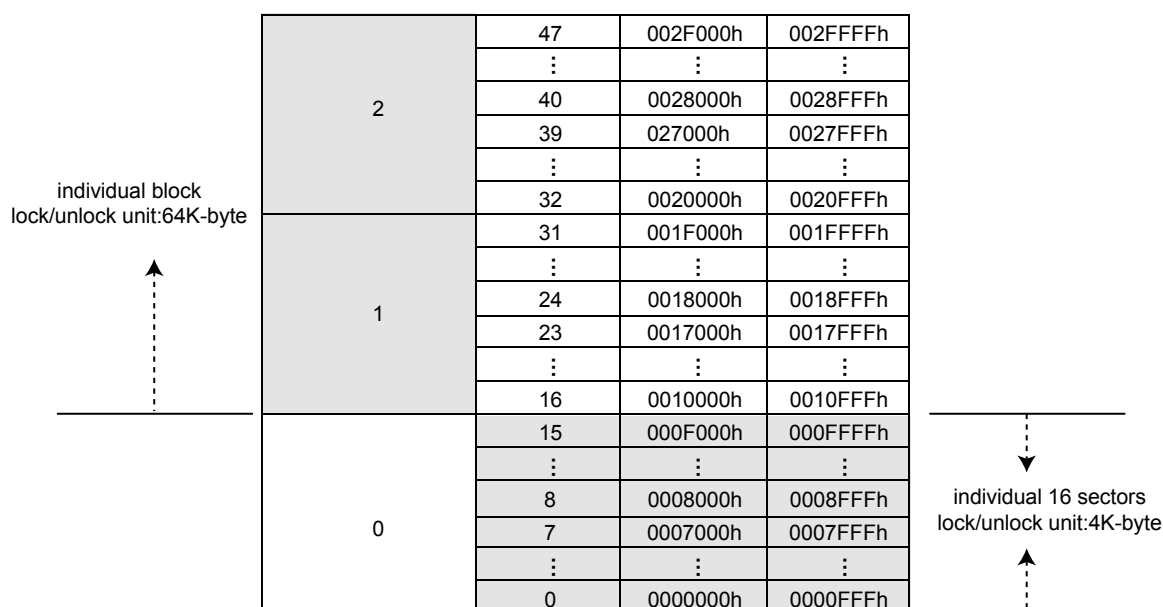 47 002F000h 002FFFFh
⋮ ⋮ ⋮
40 0028000h 0028FFFh
2
39 027000h 0027FFFh
⋮ ⋮ ⋮
32 0020000h 0020FFFh
individual block
lock/unlock unit:64K-byte
31 001F000h 001FFFFh
⋮ ⋮ ⋮
24 0018000h 0018FFFh
1
23 0017000h 0017FFFh
⋮ ⋮ ⋮
16 0010000h 0010FFFh
15 000F000h 000FFFFh
⋮ ⋮ ⋮
8 0008000h 0008FFFh
0
7 0007000h 0007FFFh
⋮ ⋮ ⋮
0 0000000h 0000FFFh
individual 16 sectors
lock/unlock unit:4K-byte